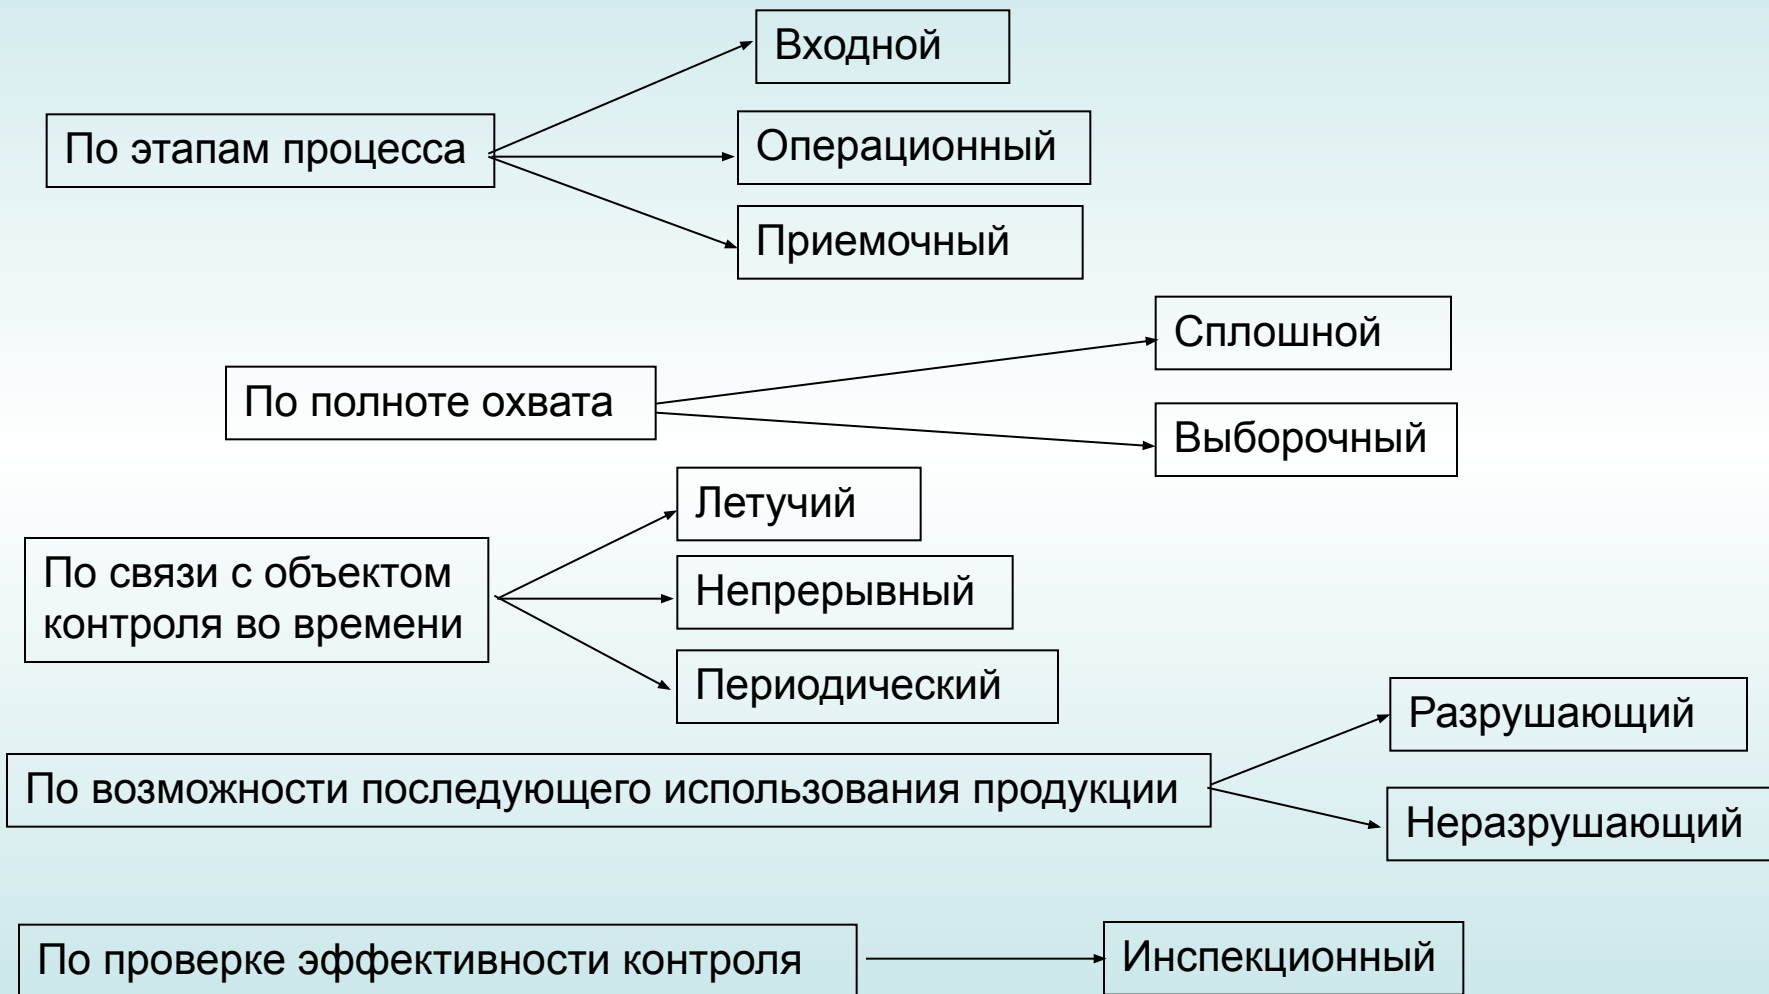 Входной
По этапам процесса
Операционный
Приемочный
Сплошной
По полноте охвата
Выборочный
Летучий
По связи с объектом
контроля во времени
Непрерывный
Периодический
Разрушающий
По возможности последующего использования продукции
Неразрушающий
По проверке эффективности контроля
Инспекционный